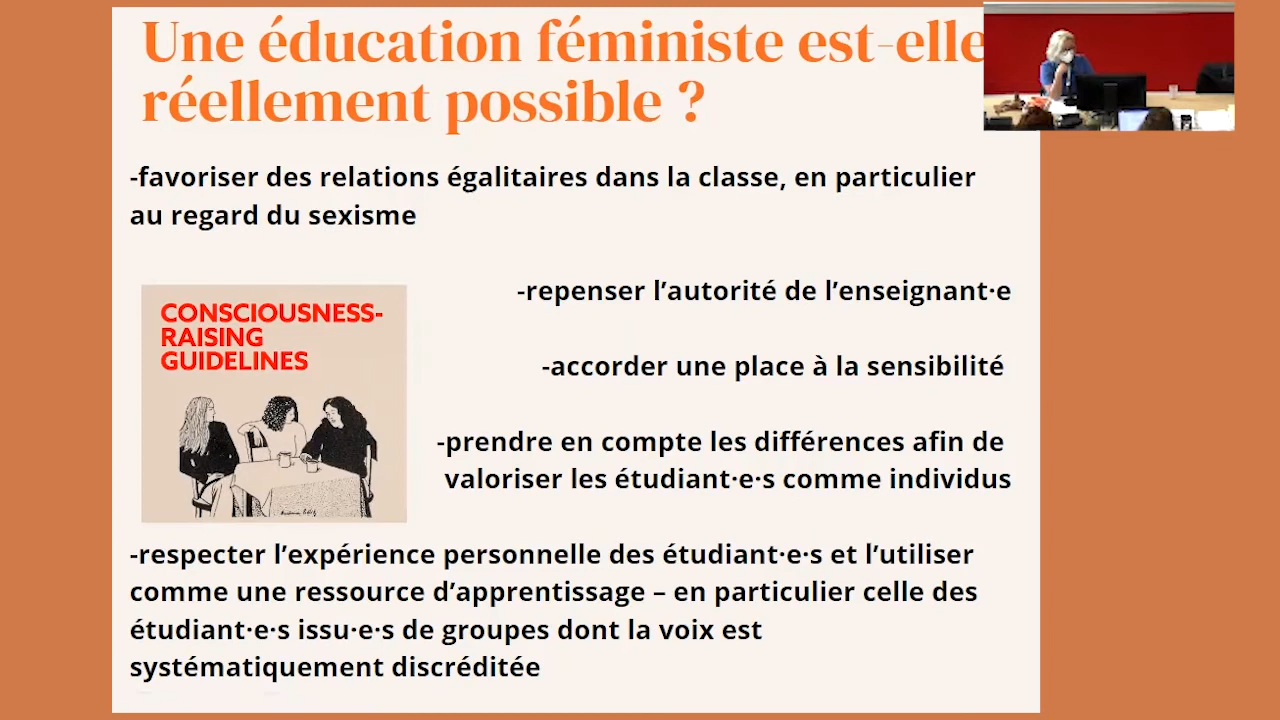 Une éducation féministe est-elle
réellement possible ?
-favoriser des relations égalitaires dans la classe, en particulier
au regard du sexisme
-repenser l’autorité de l’enseignant·e
CONSCIOUSNESS-
RAISING
GUIDELINES
-accorder une place à la sensibilité
-prendre en compte les différences afin de
valoriser les étudiant·e·s comme individus
-respecter l’expérience personnelle des étudiant·e·s et l’utiliser
comme une ressource d’apprentissage – en particulier celle des
étudiant·e·s issu·e·s de groupes dont la voix est
systématiquement discréditée